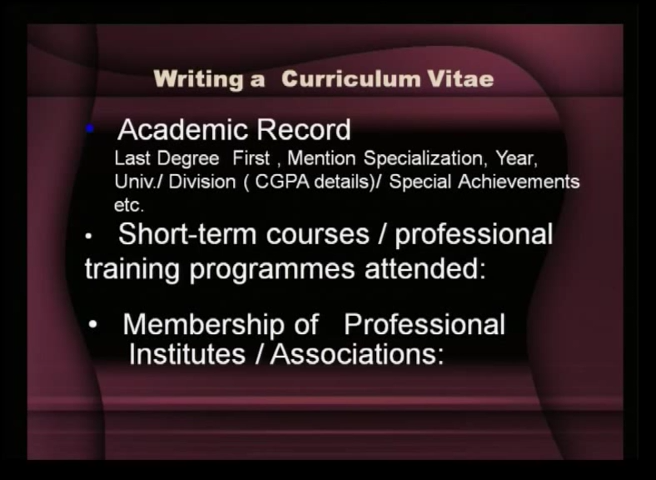 Writing a Curriculum Vitae
• Academic Record
Last Degree First , Mention Specialization, Year,
Univ./ Division ( CGPA details)/ Special Achievements
etc.
• Short-term courses / professional
training programmes attended:
• Membership of Professional
Institutes / Associations: